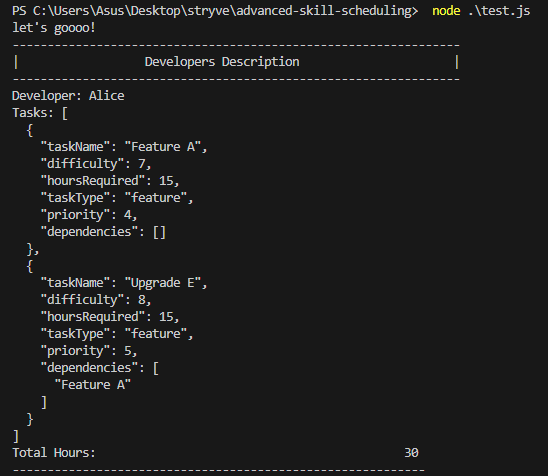 PS C:\Users\Asus\Desktop\stryve\advanced-skill-scheduling>  node .\test.js
let's goooo!
----------------------------------------------------------------
|                  Developers Description                      |
----------------------------------------------------------------
Developer: Alice
Tasks: [
  {
    "taskName": "Feature A",
    "difficulty": 7,
    "hoursRequired": 15,
    "taskType": "feature",
    "priority": 4,
    "dependencies": []
  },
  {
    "taskName": "Upgrade E",
    "difficulty": 8,
    "hoursRequired": 15,
    "taskType": "feature",
    "priority": 5,
    "dependencies": [
      "Feature A"
    ]
  }
]
Total Hours:                                            30
-----------------------------------------------------------